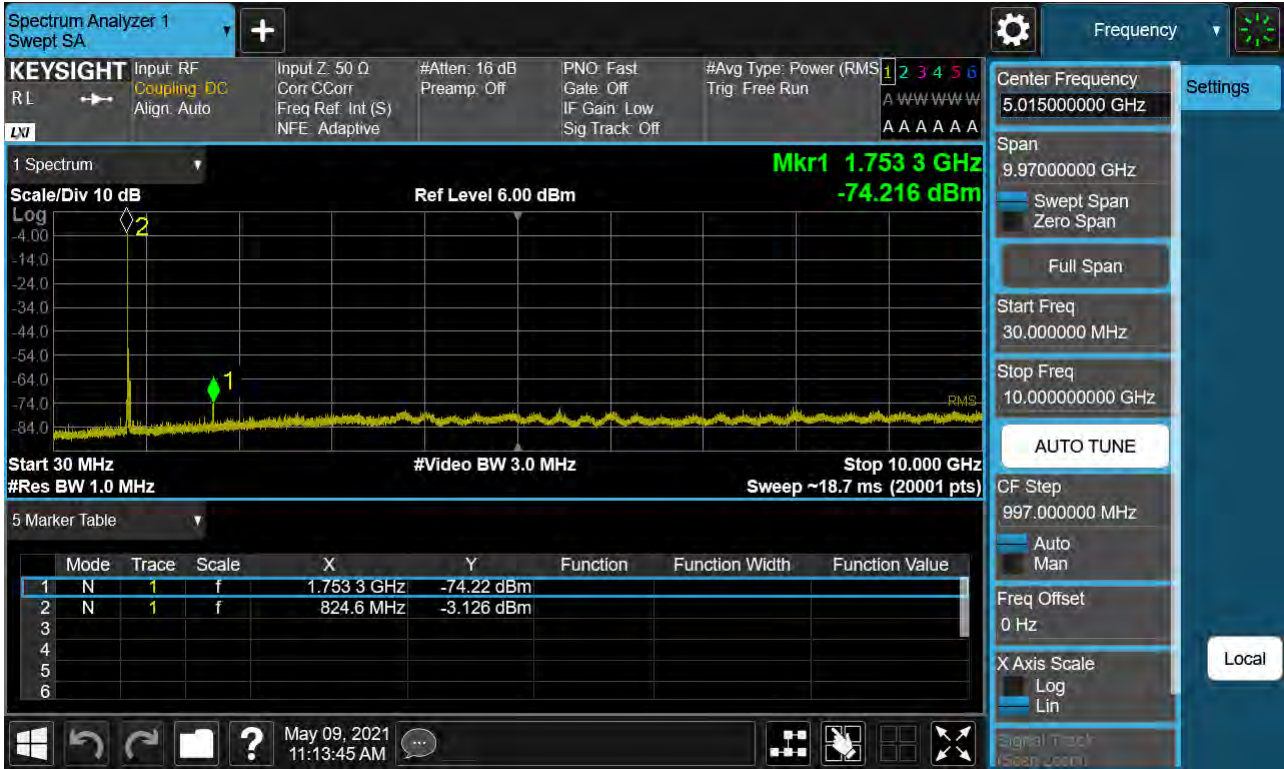 Spectrum Analyzer 1
Swept SA
Frequency
KEYSIGHT
RL
LXI
Input: RF
Coupling: DC
Align: Auto
Input Z: 50 Ω
Corr CCorr
Freq Ref: Int (S)
NFE: Adaptive
#Atten: 16 dB
Preamp: Off
PNO: Fast
Gate: Off
IF Gain: Low
Sig Track: Off
#Avg Type: Power (RMS
Trig: Free Run
1 2 3 4 5 6
A W W W W W
A A A A A A
1 Spectrum
Mkr1 1.753 3 GHz
-74.216 dBm
Scale/Div 10 dB
Ref Level 6.00 dBm
Log
2
-4.00
-14.0
-24.0
-34.0
-44.0
-54.0
-64.0
1
-74.0
RMS
-84.0
Start 30 MHz
#Video BW 3.0 MHz
Stop 10.000 GHz
#Res BW 1.0 MHz
Sweep ~18.7 ms (20001 pts)
5 Marker Table
Mode Trace Scale X Y Function Function Width Function Value
1 N 1 f 1.753 3 GHz -74.22 dBm
2 N 1 f 824.6 MHz -3.126 dBm
3
4
5
6
May 09, 2021
11:13:45 AM
Center Frequency
5.015000000 GHz
Span
9.97000000 GHz
Swept Span
Zero Span
Full Span
Start Freq
30.000000 MHz
Stop Freq
10.000000000 GHz
AUTO TUNE
CF Step
997.000000 MHz
Auto
Man
Freq Offset
0 Hz
X Axis Scale
Log
Lin
Signal Track
(Span Zoom)
Settings
Local